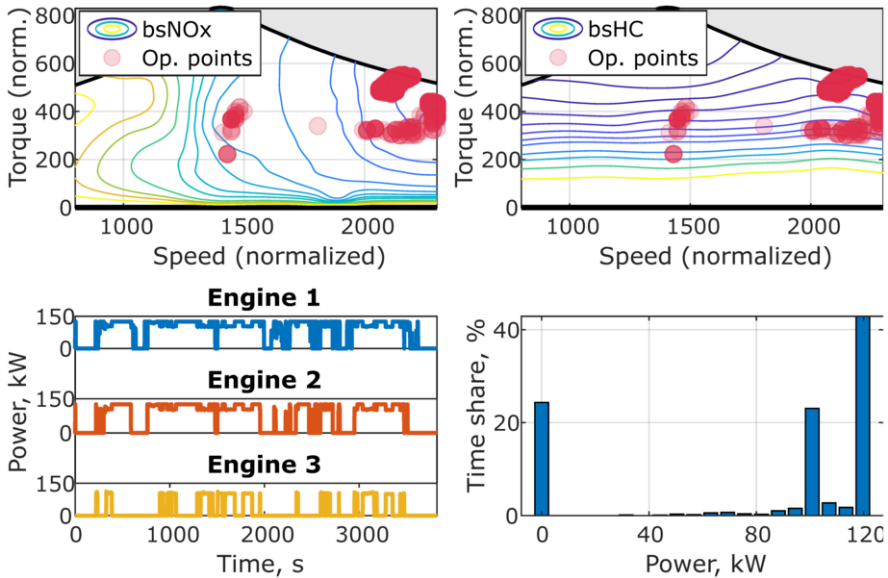 bsNOx
Op. points
Torque (norm.)
800
600
400
200
0
1000
1500
2000
Speed (normalized)
bsHC
Op. points
Torque (norm.)
800
600
400
200
0
1000
1500
2000
Speed (normalized)
Engine 1
150
0
Engine 2
150
0
Engine 3
150
0
Power, kW
0
1000
2000
3000
Time, s
Time share, %
40
20
0
0
40
80
120
Power, kW